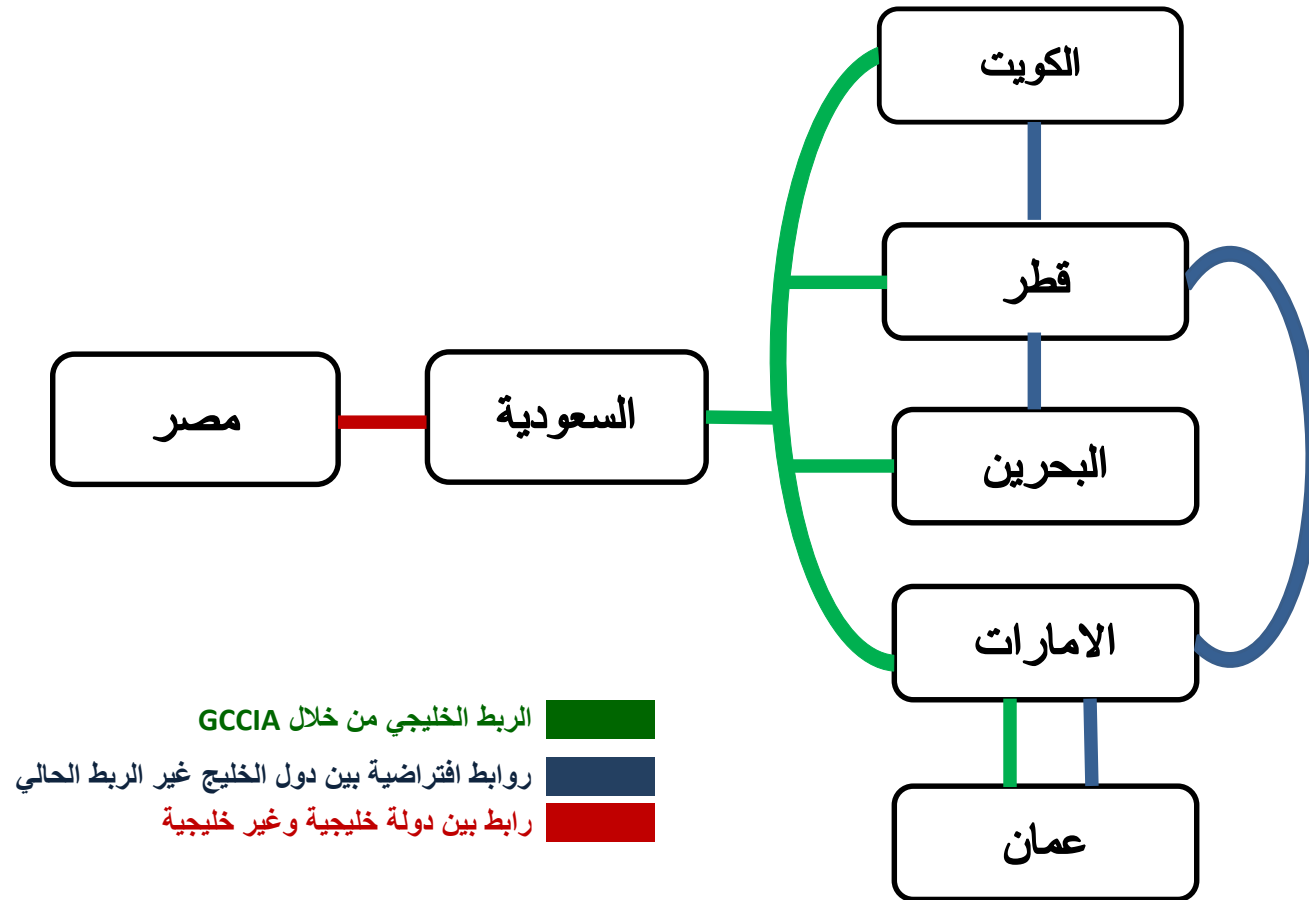 الكويت
قطر
السعودية
مصر
البحرين
الامارات
عمان
الربط الخليجي من خلال GCCIA
روابط افتراضية بين دول الخليج غير الربط الحالي
رابط بين دولة خليجية وغير خليجية